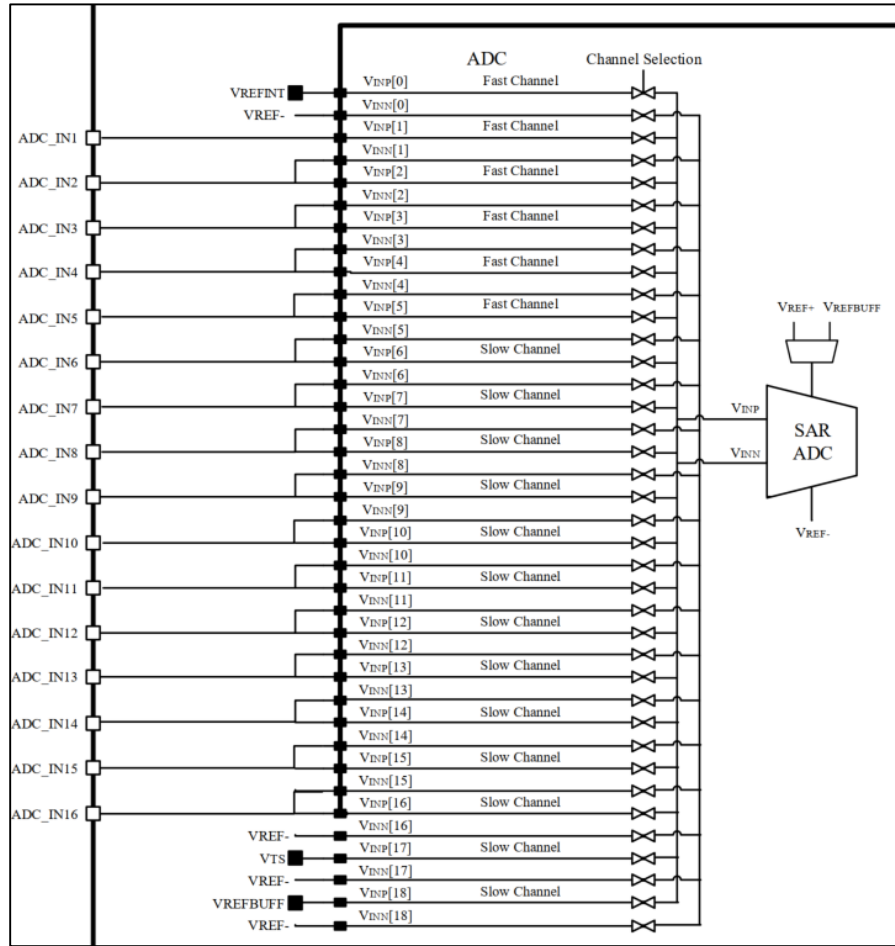 ADC Channel Selection
VINP[0] Fast Channel
VREFINT
VINN[0]
VREF-
VINP[1] Fast Channel
ADC_IN1
VINN[1]
VINP[2] Fast Channel
ADC_IN2
VINN[2]
VINP[3] Fast Channel
ADC_IN3
VINN[3]
VINP[4] Fast Channel
ADC_IN4
VINN[4]
VINP[5] Fast Channel
ADC_IN5
VREF+ VREFBUFF
VINN[5]
VINP[6] Slow Channel
ADC_IN6
VINN[6]
VINP[7] Slow Channel
ADC_IN7
VINP
VINN[7]
VINP[8] Slow Channel
ADC_IN8
SAR
ADC
VINN
VINN[8]
VINP[9] Slow Channel
ADC_IN9
VINN[9]
VINP[10] Slow Channel
ADC_IN10
VREF-
VINN[10]
VINP[11] Slow Channel
ADC_IN11
VINN[11]
VINP[12] Slow Channel
ADC_IN12
VINN[12]
VINP[13] Slow Channel
ADC_IN13
VINN[13]
VINP[14] Slow Channel
ADC_IN14
VINN[14]
VINP[15] Slow Channel
ADC_IN15
VINN[15]
VINP[16] Slow Channel
ADC_IN16
VINN[16]
VREF-
VINP[17] Slow Channel
VTS
VINN[17]
VREF-
VINP[18] Slow Channel
VREFBUFF
VINN[18]
VREF-